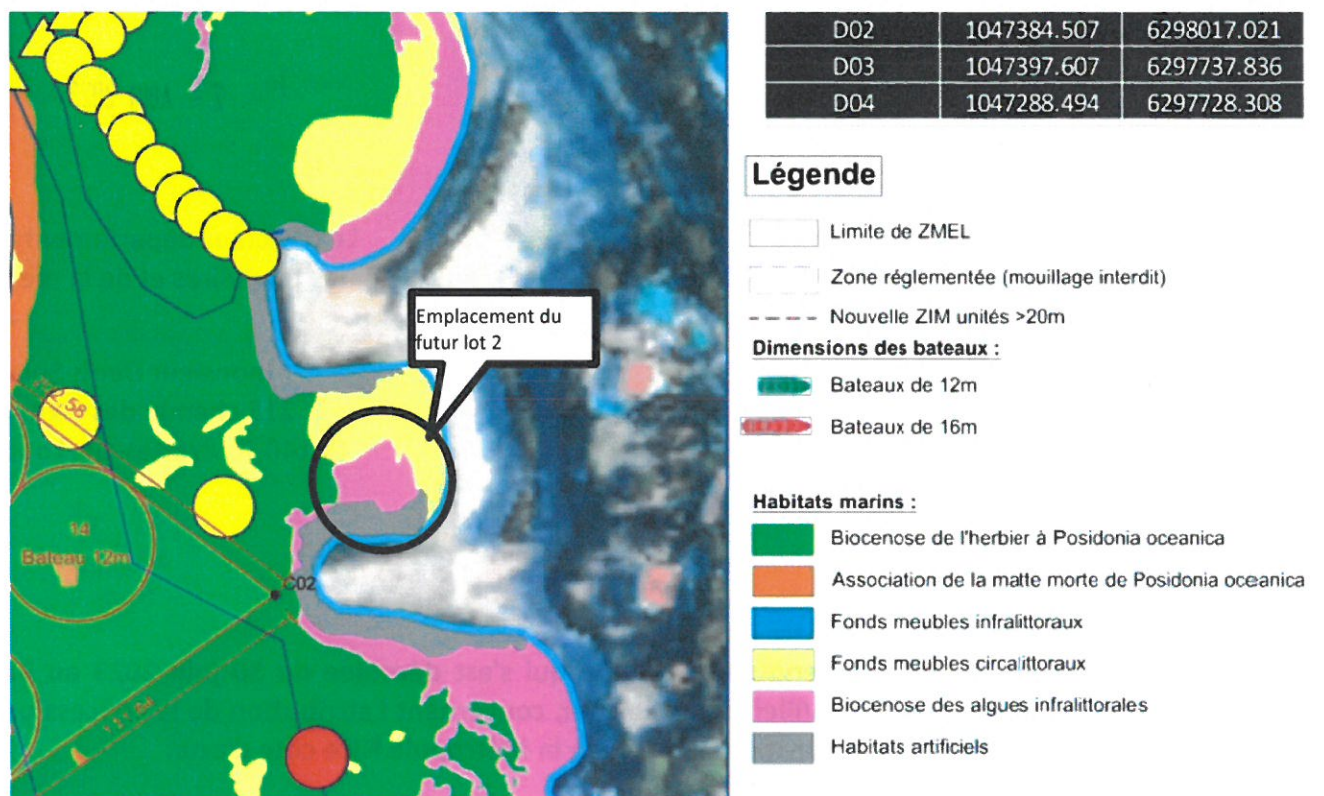 D02 1047384.507 6298017.021
D03 1047397.607 6297737.836
D04 1047288.494 6297728.308
Légende
Limite de ZMEL
Zone réglementée (mouillage interdit)
Nouvelle ZIM unités >20m
Dimensions des bateaux :
Bateaux de 12m
Bateaux de 16m
Habitats marins :
Biocenose de l'herbier à Posidonia oceanica
Association de la matte morte de Posidonia oceanica
Fonds meubles infralittoraux
Fonds meubles circalittoraux
Biocenose des algues infralittorales
Habitats artificiels
Emplacement du
futur lot 2
14
Bateau 12m
C02